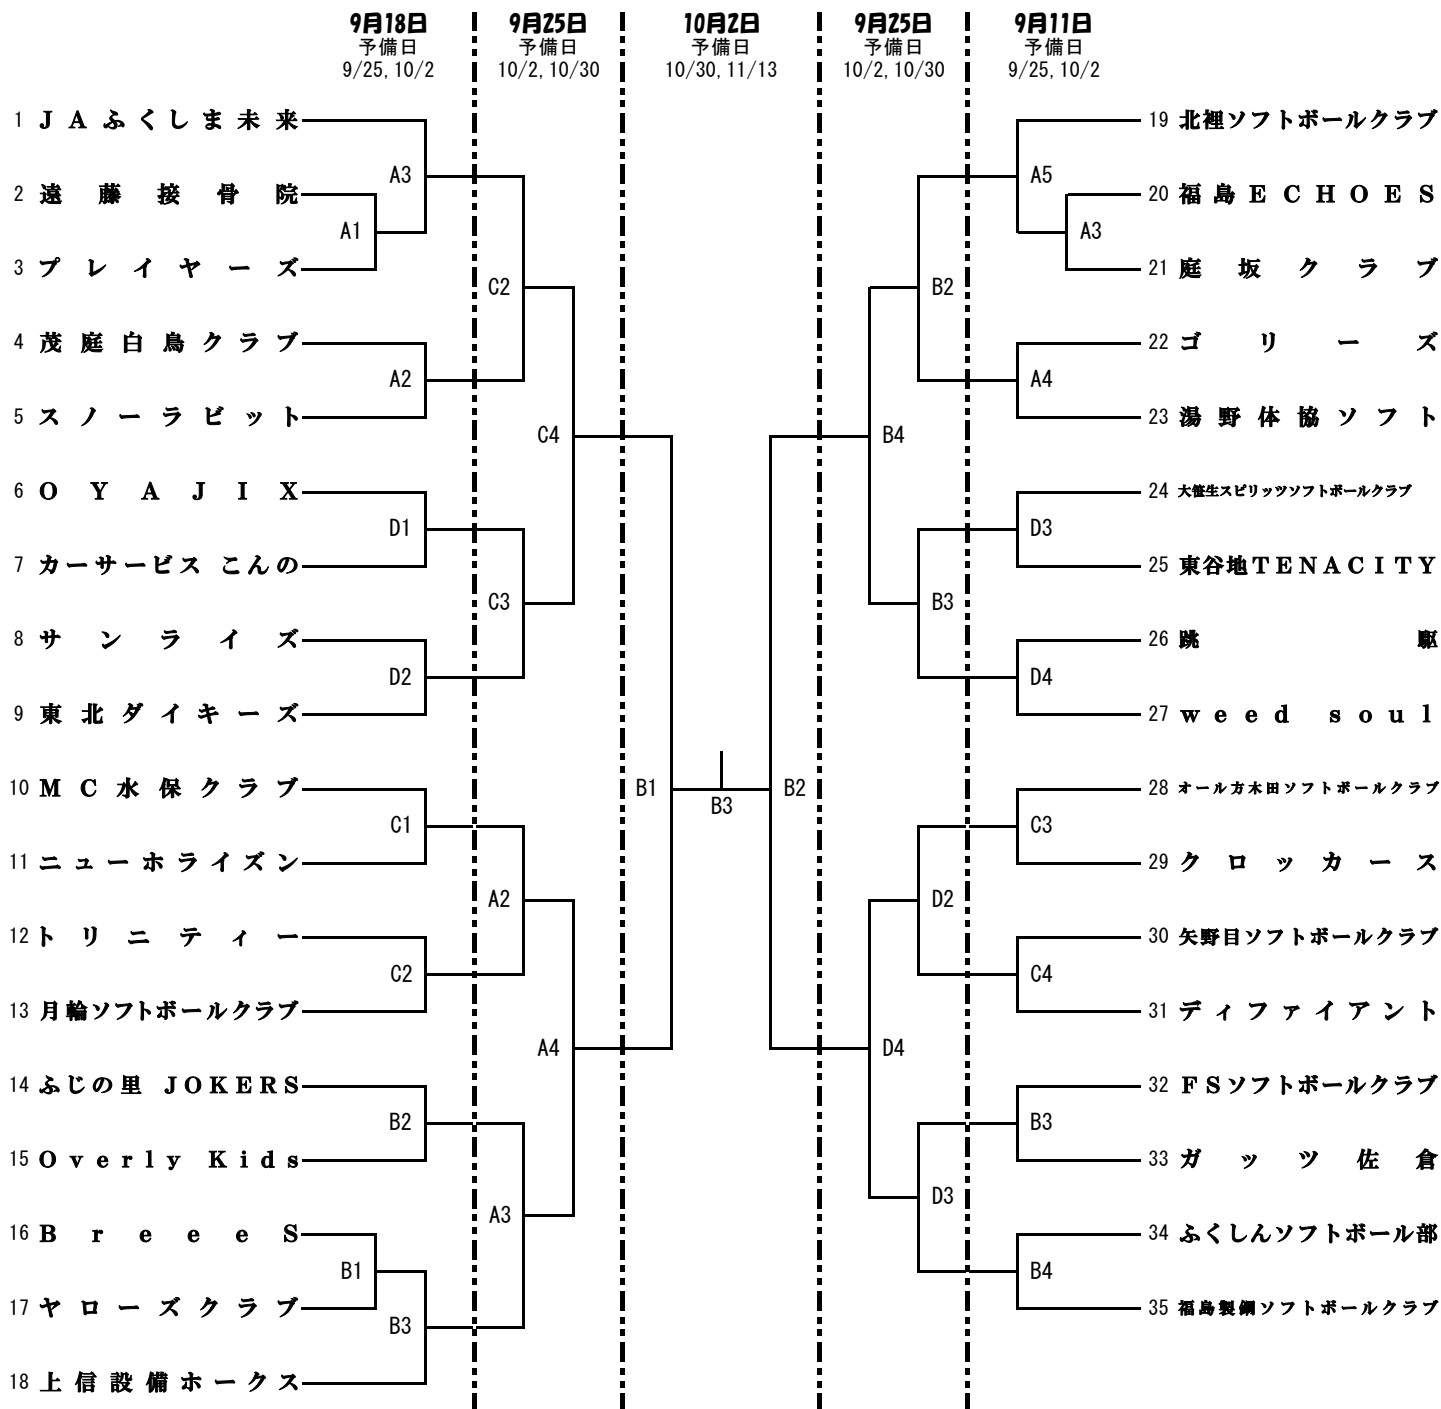 9月18日 9月25日 10月2日 9月25日 9月11日
予備日 予備日 予備日 予備日 予備日
9/25,10/2 10/2,10/30 10/30,11/13 10/2,10/30 9/25,10/2
1 JAふくしま未来 19 北裡ソフトボールクラブ
A3 A5
2 遠藤接骨院 20 福島ECHOES
A1 A3
3 プレイヤーズ 21 庭坂クラブ
C2 B2
4 茂庭白鳥クラブ 22 ゴリーズ
A2 A4
5 スノーラビット 23 湯野体協ソフト
C4 B4
6 OYAJIX 24 大笹生スピリッツソフトボールクラブ
D1 D3
7 カーサービス こんの 25 東谷地TENACITY
C3 B3
8 サンライズ 26 跳駆
D2 D4
9 東北ダイキーズ 27 weed soul
10 MC水保クラブ B1 B2 28 オール方木田ソフトボールクラブ
B3
C1 C3
11 ニューホライズン 29 クロッカース
A2 D2
12 トリニティー 30 矢野目ソフトボールクラブ
C2 C4
13 月輪ソフトボールクラブ 31 ディファイアント
A4 D4
14 ふじの里 JOKERS 32 FSソフトボールクラブ
B2 B3
15 Overly Kids 33 ガッツ佐倉
A3 D3
16 BreeeS 34 ふくしんソフトボール部
B1 B4
17 ヤローズクラブ 35 福島製鋼ソフトボールクラブ
B3
18 上信設備ホークス